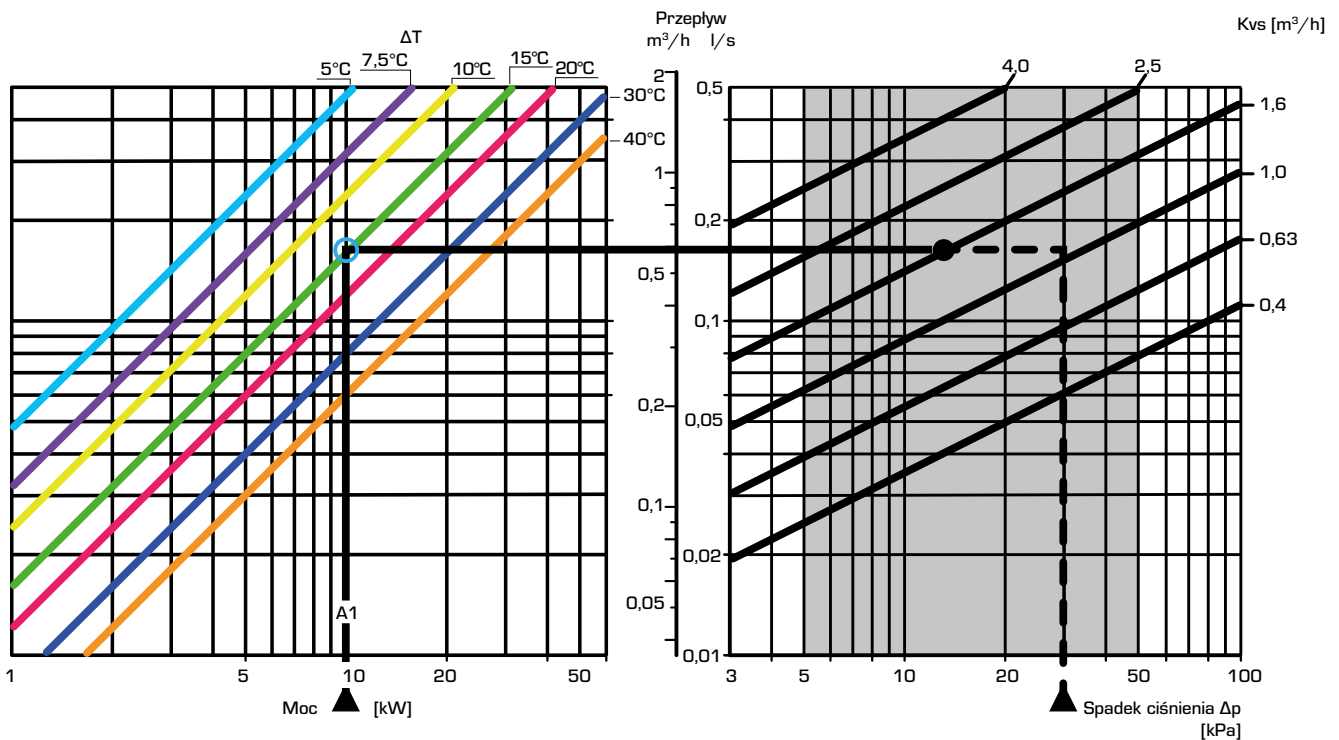 ΔT
5°C
7,5°C
10°C
15°C
20°C
30°C
40°C
A1
1
5
10
20
50
Moc
[kW]
Przepływ
m³/h l/s
2
1
0,5
0,2
0,1
0,05
0,5
0,2
0,1
0,05
0,02
0,01
Kvs [m³/h]
4,0
2,5
1,6
1,0
0,63
0,4
3
5
10
20
50
100
Spadek ciśnienia Δp
[kPa]